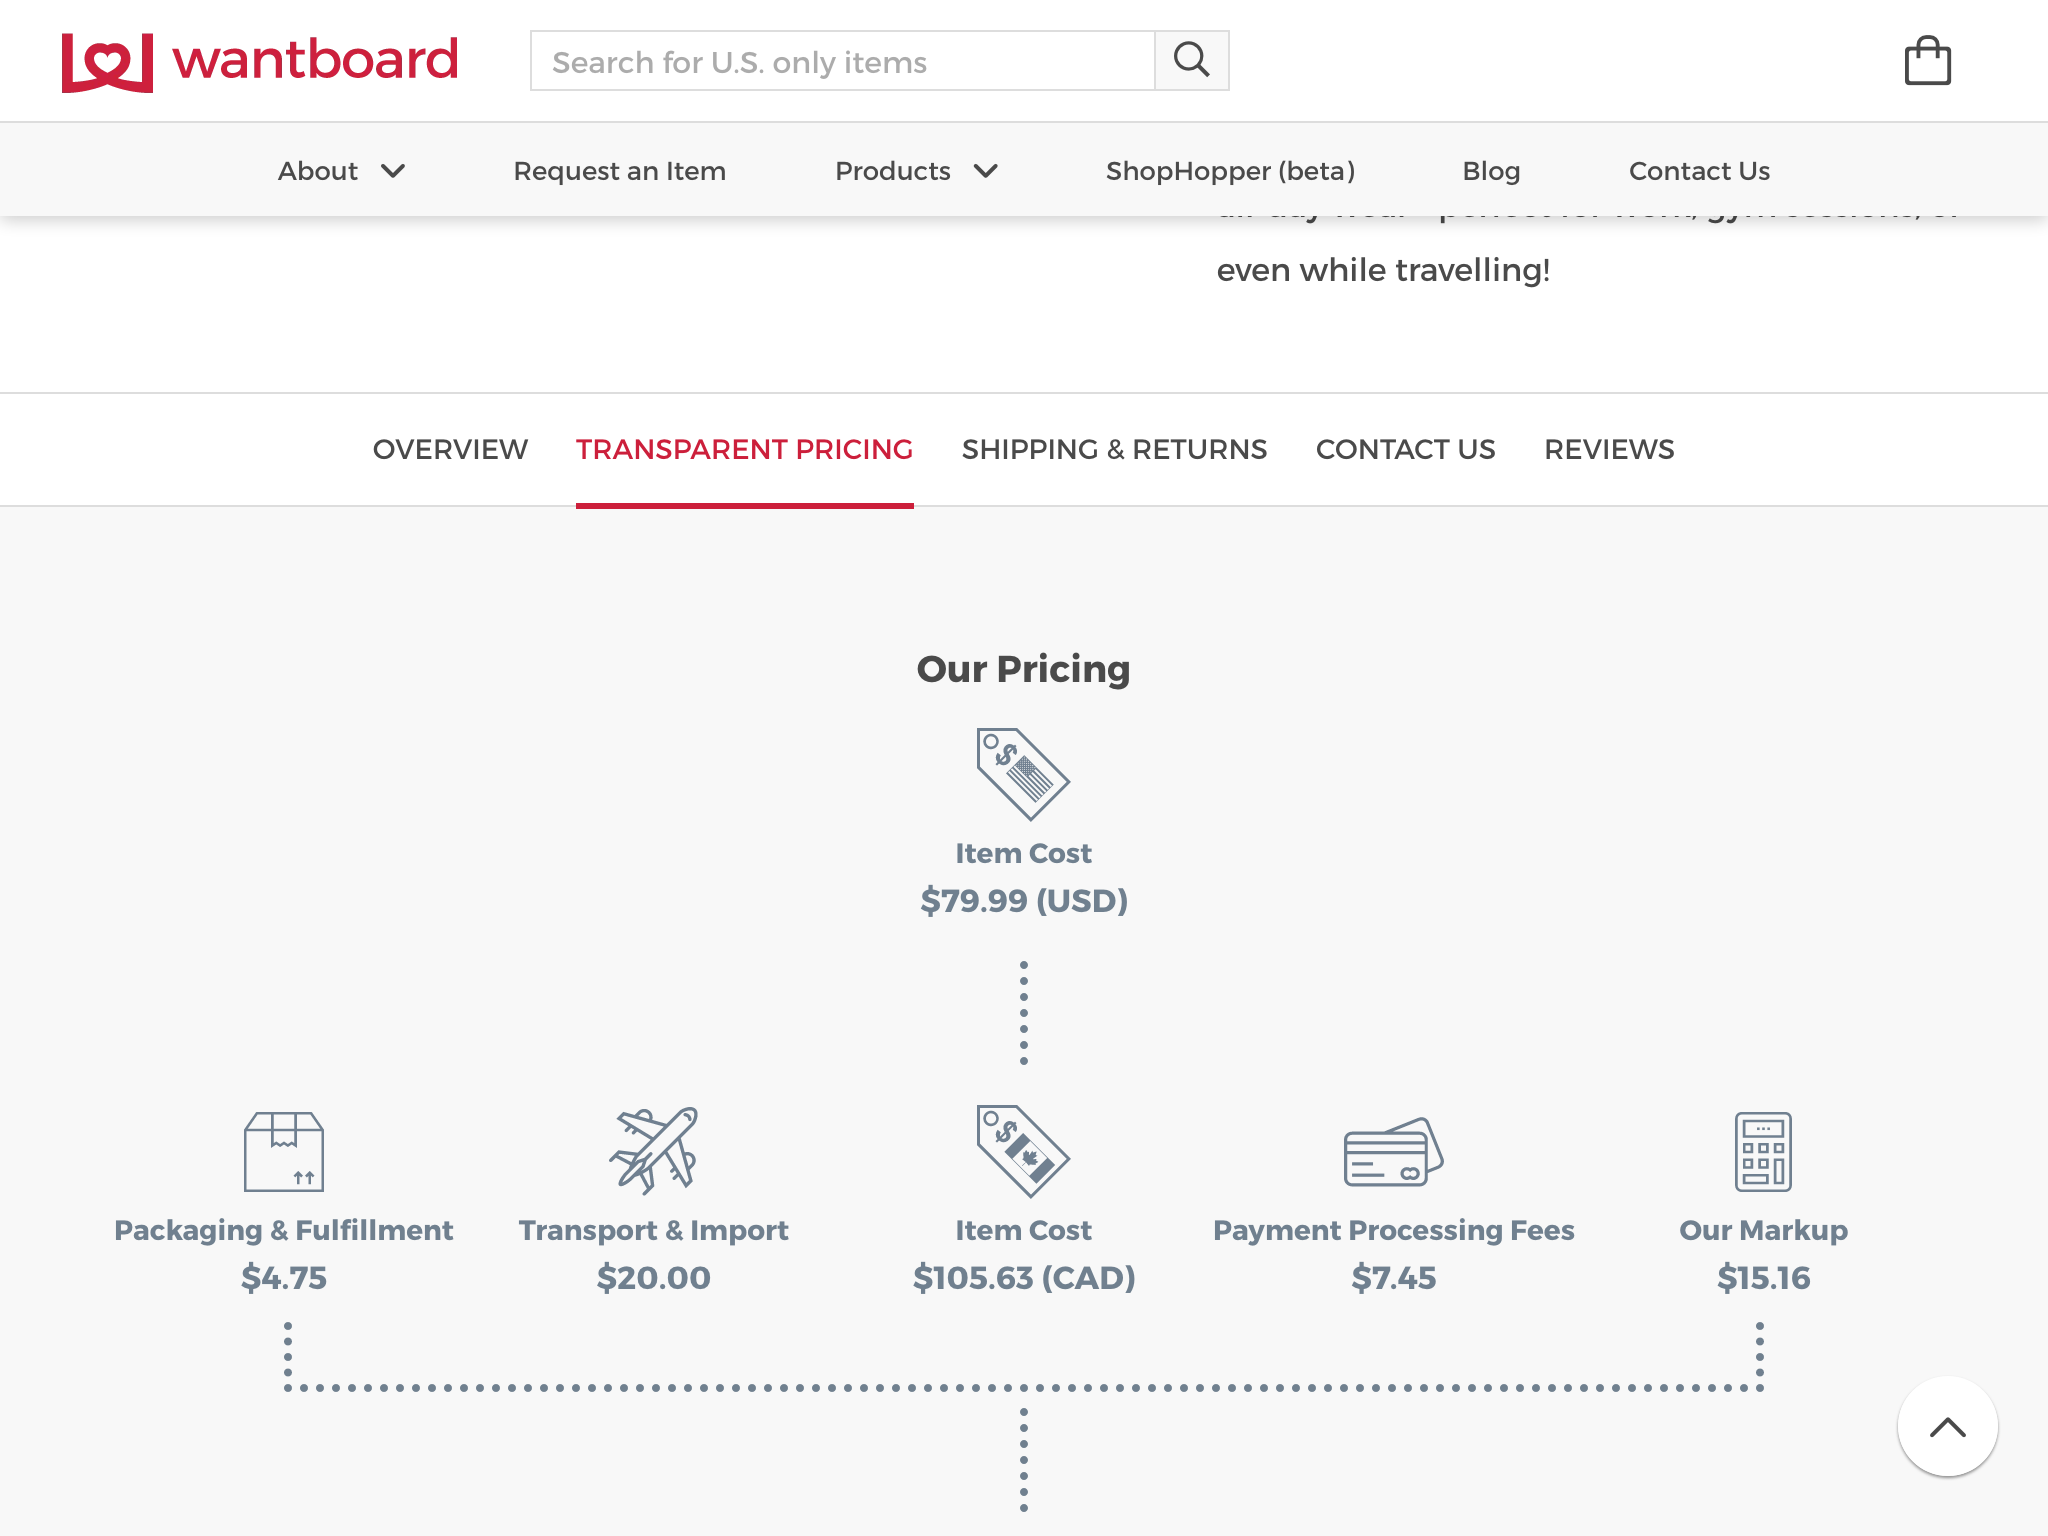 wantboard
Search for U.S. only items
About
Request an Item
Products
ShopHopper (beta)
Blog
Contact Us
even while travelling!
OVERVIEW
TRANSPARENT PRICING
SHIPPING & RETURNS
CONTACT US
REVIEWS
Our Pricing
$
Item Cost
$79.99 (USD)
$
Packaging & Fulfillment
$4.75
Transport & Import
$20.00
Item Cost
$105.63 (CAD)
Payment Processing Fees
$7.45
Our Markup
$15.16